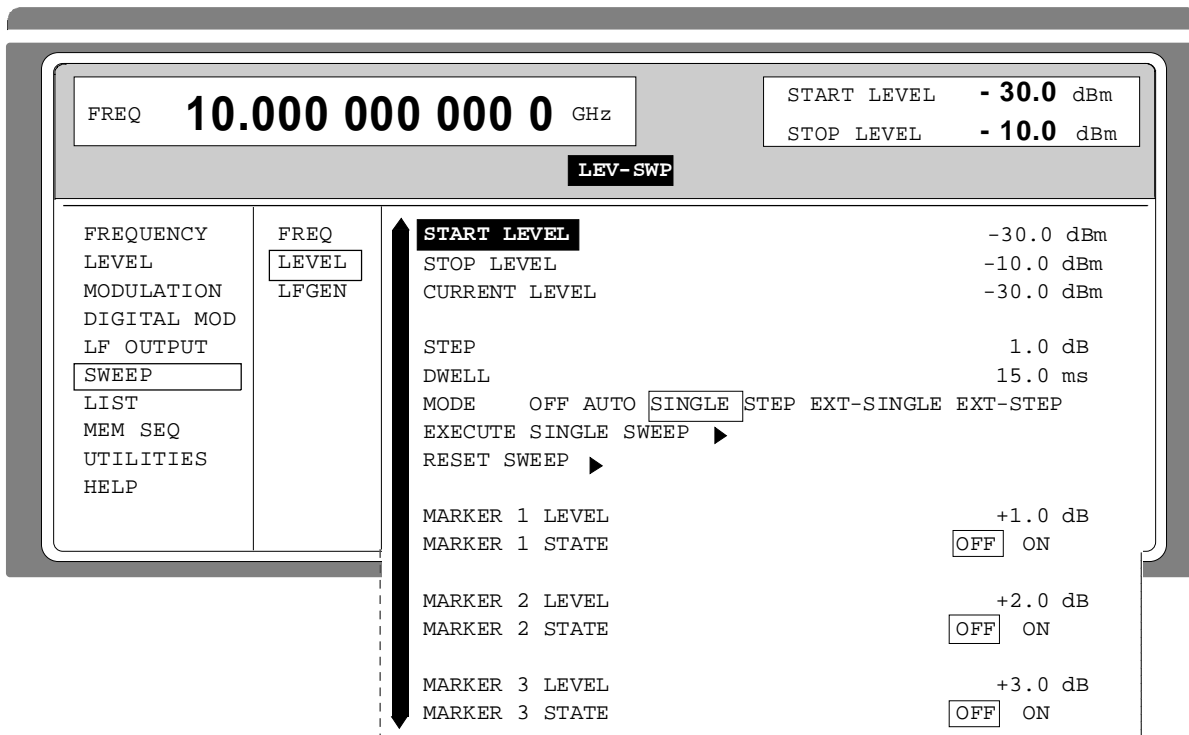 FREQ 10.000 000 000 0 GHz
START LEVEL - 30.0 dBm
STOP LEVEL - 10.0 dBm
LEV-SWP
FREQUENCY
LEVEL
MODULATION
DIGITAL MOD
LF OUTPUT
SWEEP
LIST
MEM SEQ
UTILITIES
HELP
FREQ
LEVEL
LFGEN
START LEVEL -30.0 dBm
STOP LEVEL -10.0 dBm
CURRENT LEVEL -30.0 dBm
STEP 1.0 dB
DWELL 15.0 ms
MODE OFF AUTO SINGLE STEP EXT-SINGLE EXT-STEP
EXECUTE SINGLE SWEEP
RESET SWEEP
MARKER 1 LEVEL +1.0 dB
MARKER 1 STATE OFF ON
MARKER 2 LEVEL +2.0 dB
MARKER 2 STATE OFF ON
MARKER 3 LEVEL +3.0 dB
MARKER 3 STATE OFF ON